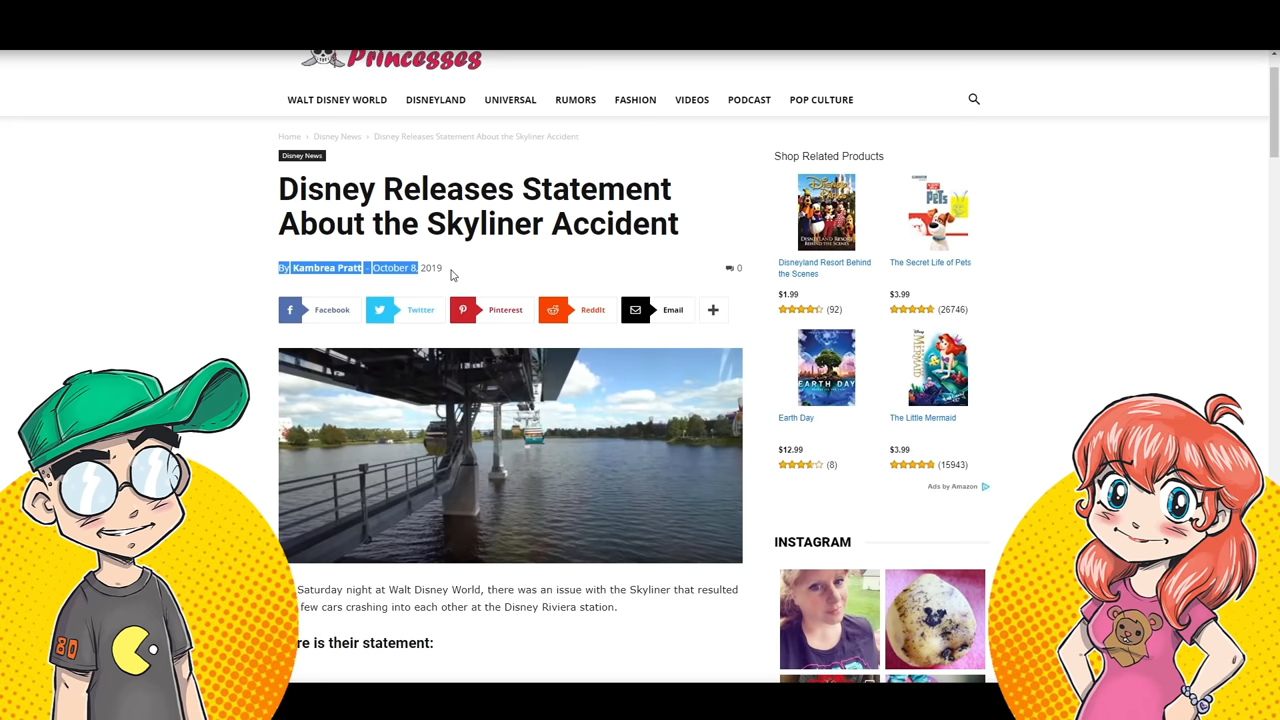 Princesses
WALT DISNEY WORLD DISNEYLAND UNIVERSAL RUMORS FASHION VIDEOS PODCAST POP CULTURE
Home › Disney News › Disney Releases Statement About the Skyliner Accident
Disney News
Disney Releases Statement
About the Skyliner Accident
By Kambrea Pratt - October 8, 2019
0
Facebook Twitter Pinterest ReddIt Email
Saturday night at Walt Disney World, there was an issue with the Skyliner that resulted
few cars crashing into each other at the Disney Riviera station.
re is their statement:
Shop Related Products
Disneyland Resort Behind
the Scenes
$1.99
(92)
PETS
The Secret Life of Pets
$3.99
(26746)
EARTH DAY
Earth Day
$12.99
(8)
The Little Mermaid
$3.99
(15943)
Ads by Amazon
INSTAGRAM
80